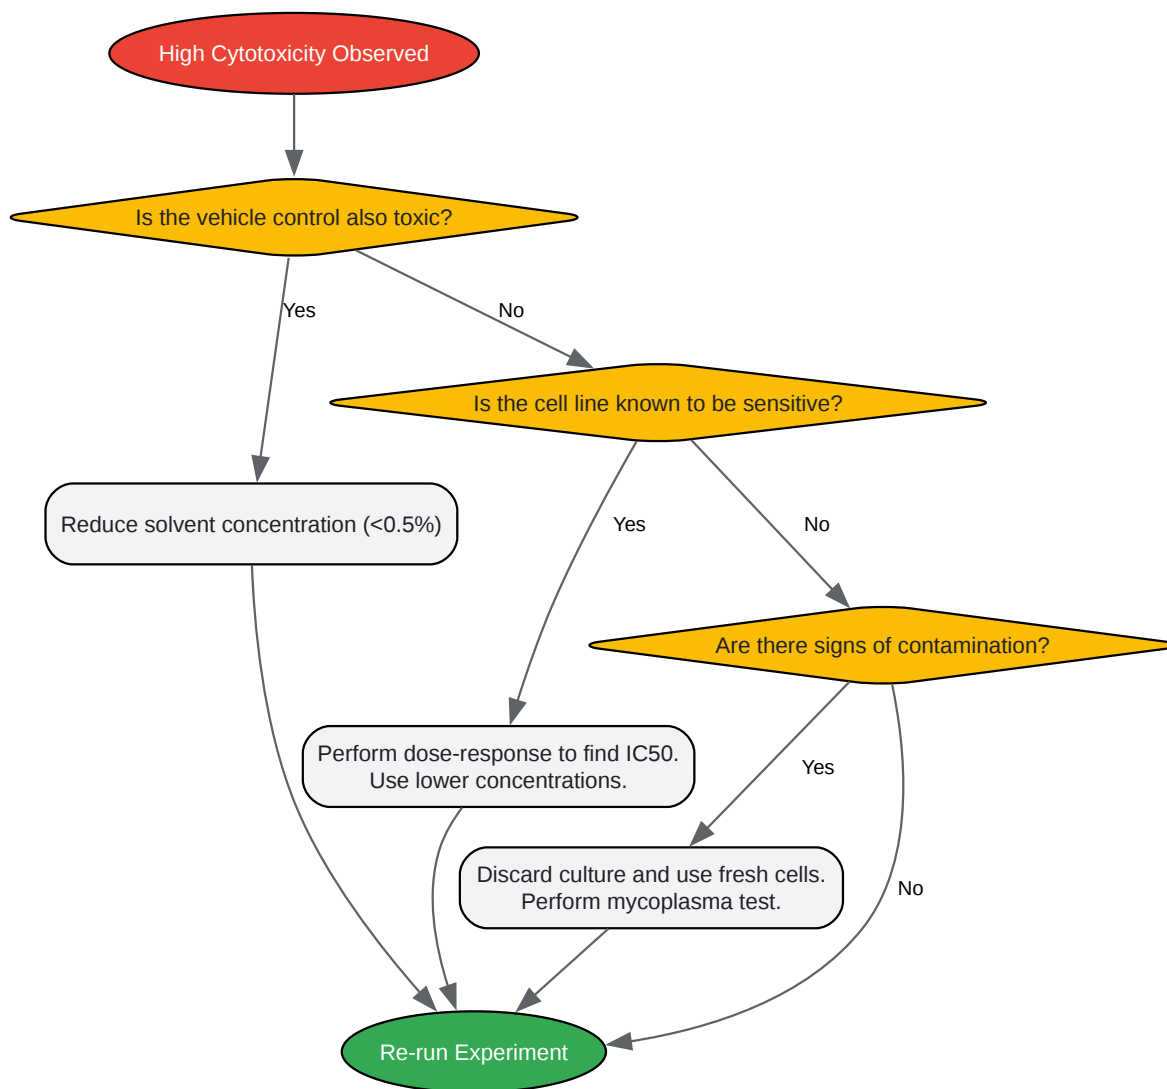 High Cytotoxicity Observed
Is the vehicle control also toxic?
Yes
No
Is the cell line known to be sensitive?
Reduce solvent concentration (<0.5%)
Yes
No
Are there signs of contamination?
Perform dose-response to find IC50.
Use lower concentrations.
Yes
Discard culture and use fresh cells.
Perform mycoplasma test.
No
Re-run Experiment